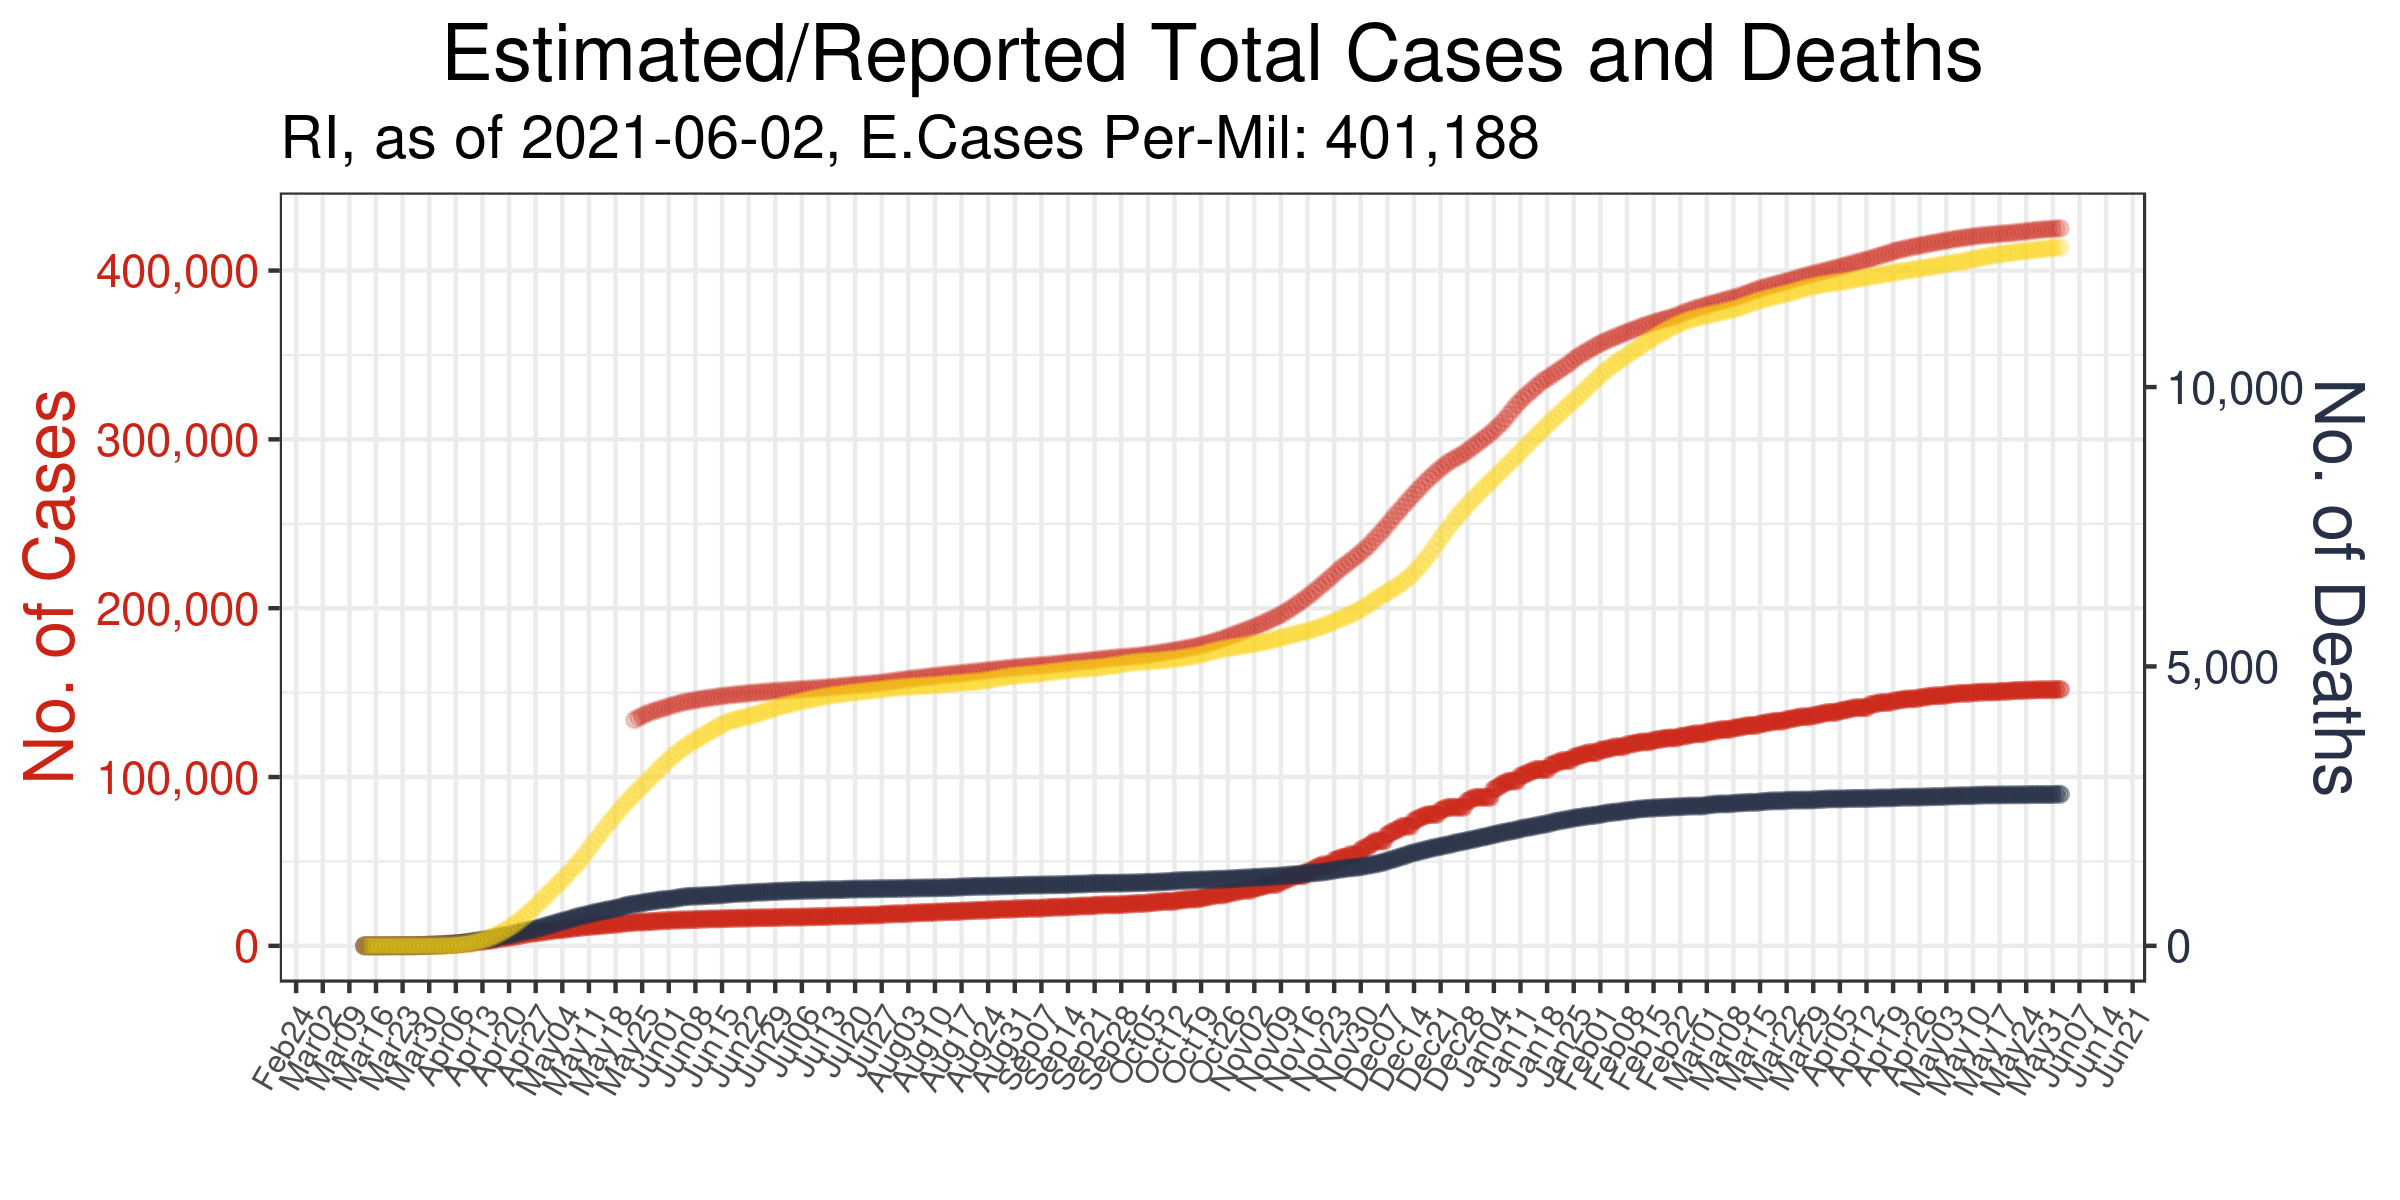 Estimated/Reported Total Cases and Deaths
RI, as of 2021-06-02, E.Cases Per-Mil: 401,188
No. of Cases
400,000
300,000
200,000
100,000
0
10,000
5,000
0
No. of Deaths
Feb24
Mar02
Mar09
Mar16
Mar23
Mar30
Apr06
Apr13
Apr20
Apr27
May04
May11
May18
May25
Jun01
Jun08
Jun15
Jun22
Jun29
Jul06
Jul13
Jul20
Jul27
Aug03
Aug10
Aug17
Aug24
Aug31
Sep07
Sep14
Sep21
Sep28
Oct05
Oct12
Oct19
Oct26
Nov02
Nov09
Nov16
Nov23
Nov30
Dec07
Dec14
Dec21
Dec28
Jan04
Jan11
Jan18
Jan25
Feb01
Feb08
Feb15
Feb22
Mar01
Mar08
Mar15
Mar22
Mar29
Apr05
Apr12
Apr19
Apr26
May03
May10
May17
May24
May31
Jun07
Jun14
Jun21